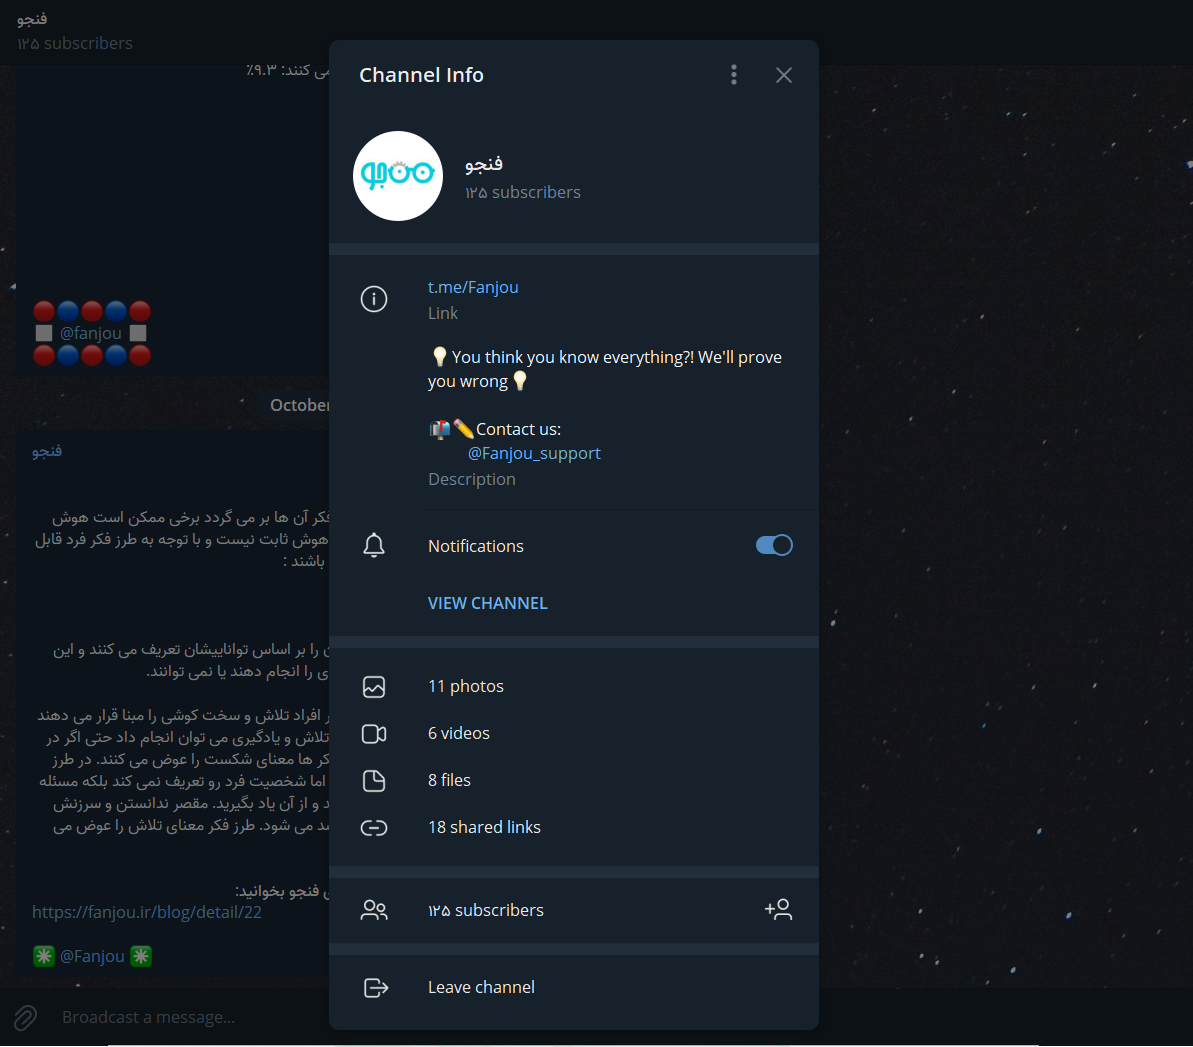 فنجو
۱۲۵ subscribers
می کنند: ۹.۳٪
@fanjou
October
فنجو
فکر آن ها بر می گردد برخی ممکن است هوش
هوش ثابت نیست و با توجه به طرز فکر فرد قابل
باشند :
را بر اساس تواناییشان تعریف می کنند و این
را انجام دهند یا نمی توانند.
افراد تلاش و سخت کوشی را مبنا قرار می دهند
تلاش و یادگیری می توان انجام داد حتی اگر در
ها معنای شکست را عوض می کنند. در طرز
اما شخصیت فرد رو تعریف نمی کند بلکه مسئله
و از آن یاد بگیرید. مقصر ندانستن و سرزنش
می شود. طرز فکر معنای تلاش را عوض می
فنجو بخوانید:
https://fanjou.ir/blog/detail/22
@Fanjou
Broadcast a message...
Channel Info
فنجو
فنجو
۱۲۵ subscribers
t.me/Fanjou
Link
💡You think you know everything?! We'll prove
you wrong💡
📬✏️Contact us:
@Fanjou_support
Description
Notifications
VIEW CHANNEL
11 photos
6 videos
8 files
18 shared links
۱۲۵ subscribers
Leave channel